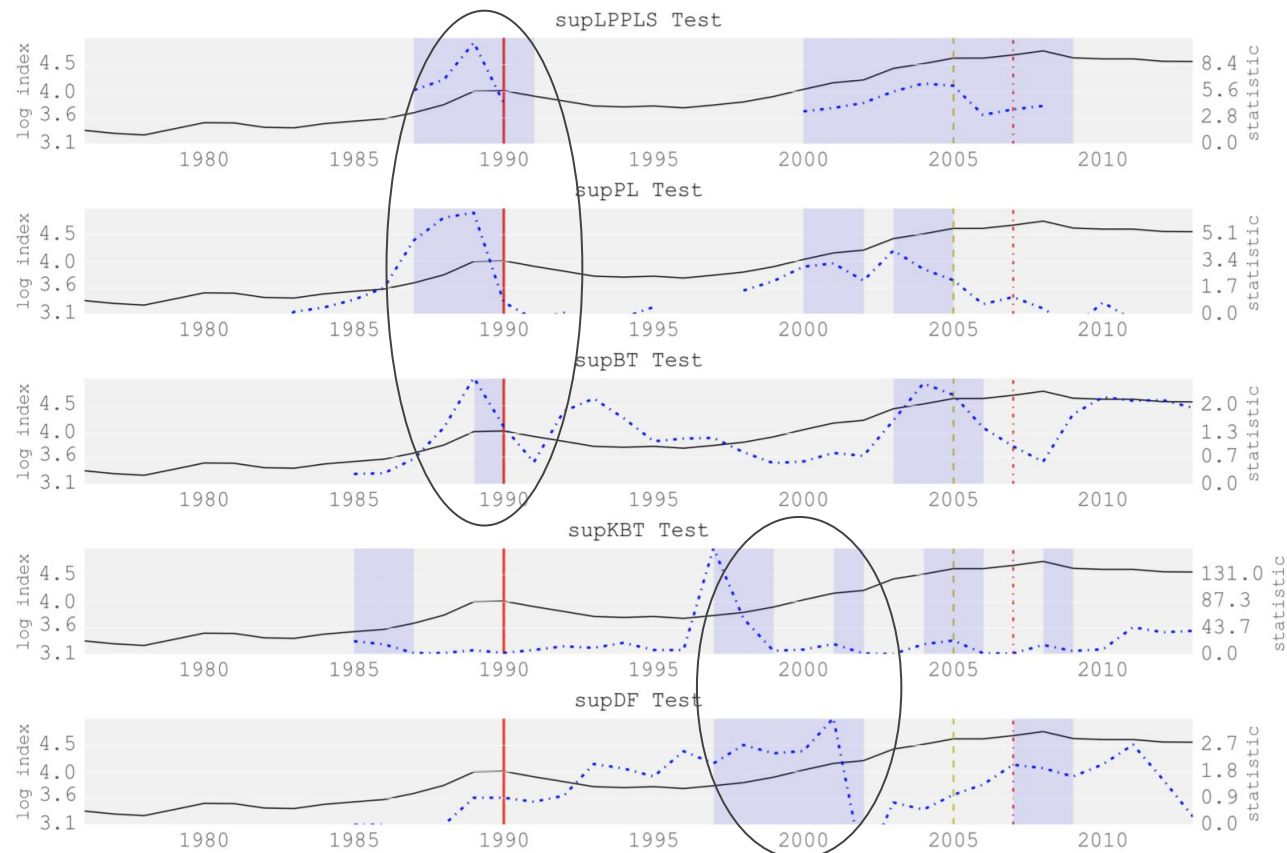 supLPPLS Test
log index
4.5
4.0
3.6
3.1
8.4
5.6
2.8
0.0
statistic
1980 1985 1990 1995 2000 2005 2010
supPL Test
log index
4.5
4.0
3.6
3.1
5.1
3.4
1.7
0.0
statistic
1980 1985 1990 1995 2000 2005 2010
supBT Test
log index
4.5
4.0
3.6
3.1
2.0
1.3
0.7
0.0
statistic
1980 1985 1990 1995 2000 2005 2010
supKBT Test
log index
4.5
4.0
3.6
3.1
131.0
87.3
43.7
0.0
statistic
1980 1985 1990 1995 2000 2005 2010
supDF Test
log index
4.5
4.0
3.6
3.1
2.7
1.8
0.9
0.0
statistic
1980 1985 1990 1995 2000 2005 2010